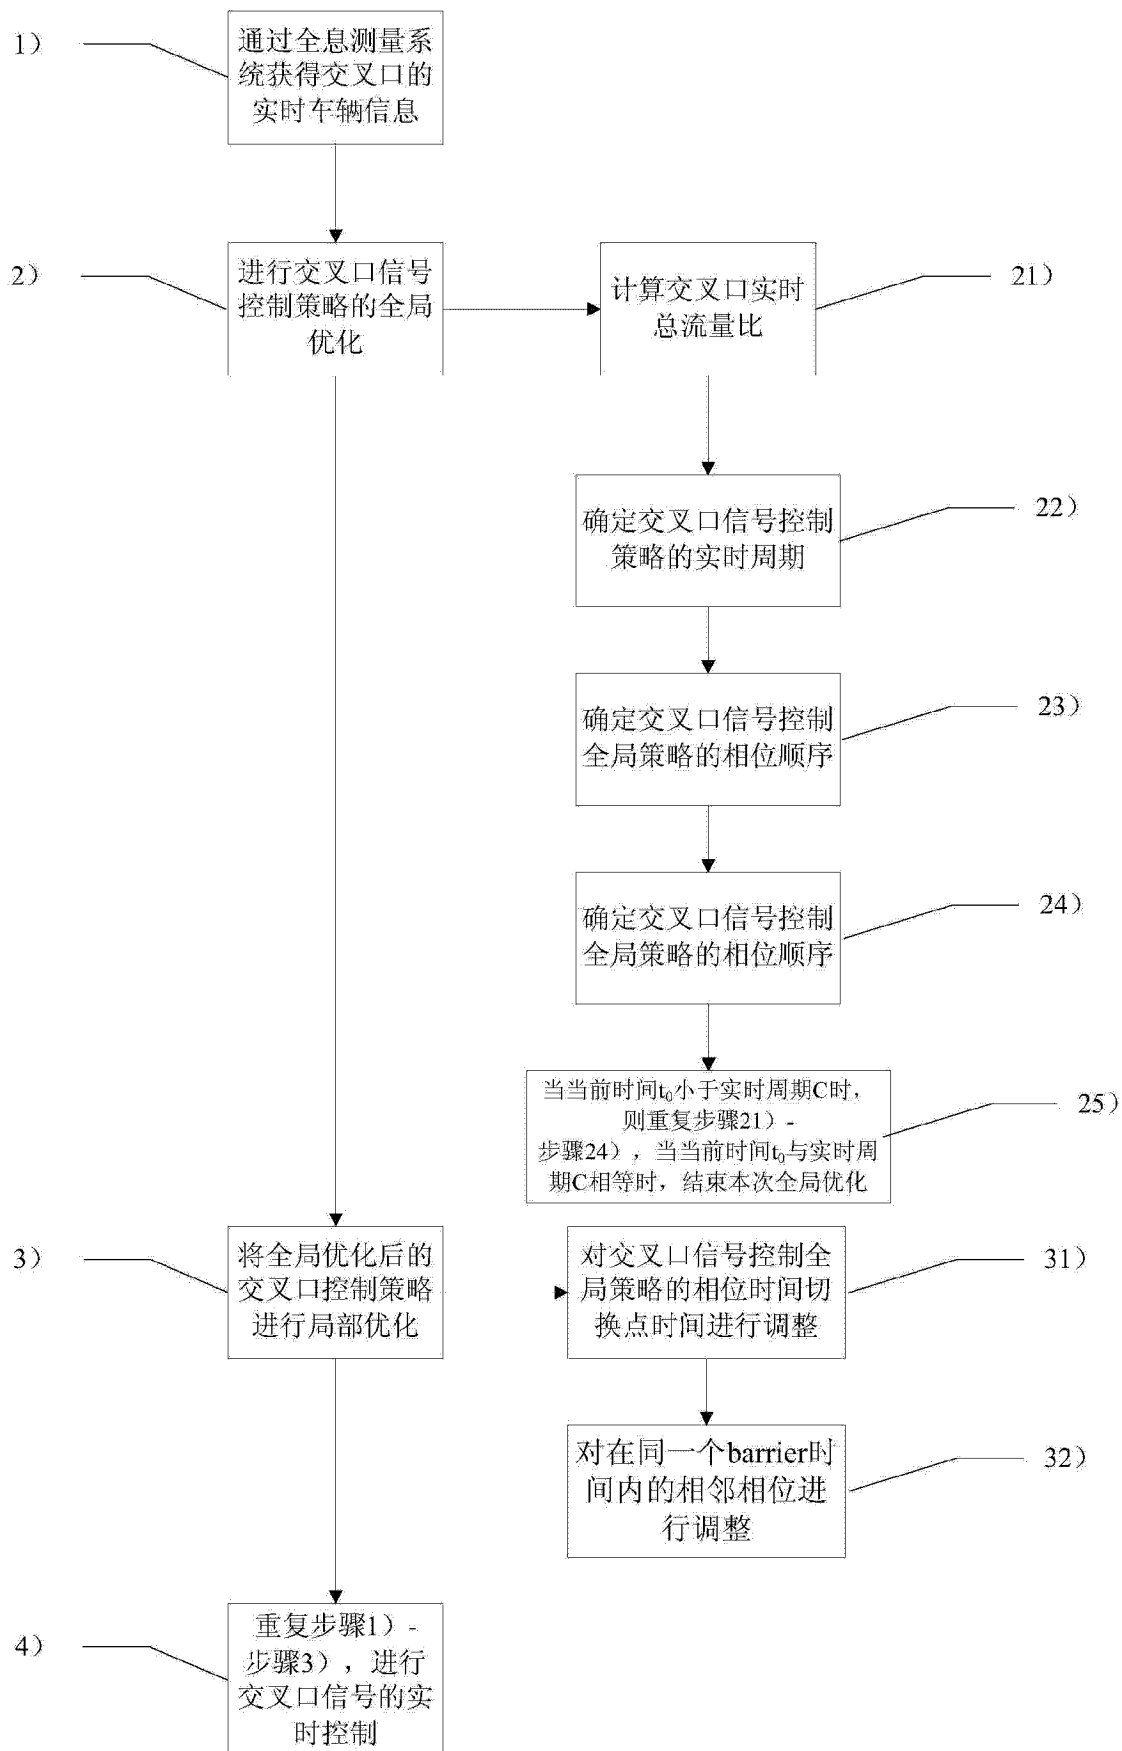 1）
通过全息测量系
统获得交叉口的
实时车辆信息
2）
进行交叉口信号
控制策略的全局
优化
计算交叉口实时
总流量比
21）
确定交叉口信号控制
策略的实时周期
22）
确定交叉口信号控制
全局策略的相位顺序
23）
确定交叉口信号控制
全局策略的相位顺序
24）
当当前时间t₀小于实时周期C时，
则重复步骤21）-
步骤24），当当前时间t₀与实时周
期C相等时，结束本次全局优化
25）
3）
将全局优化后的
交叉口控制策略
进行局部优化
对交叉口信号控制全
局策略的相位时间切
换点时间进行调整
31）
对在同一个barrier时
间内的相邻相位进
行调整
32）
4）
重复步骤1）-
步骤3），进行
交叉口信号的实
时控制